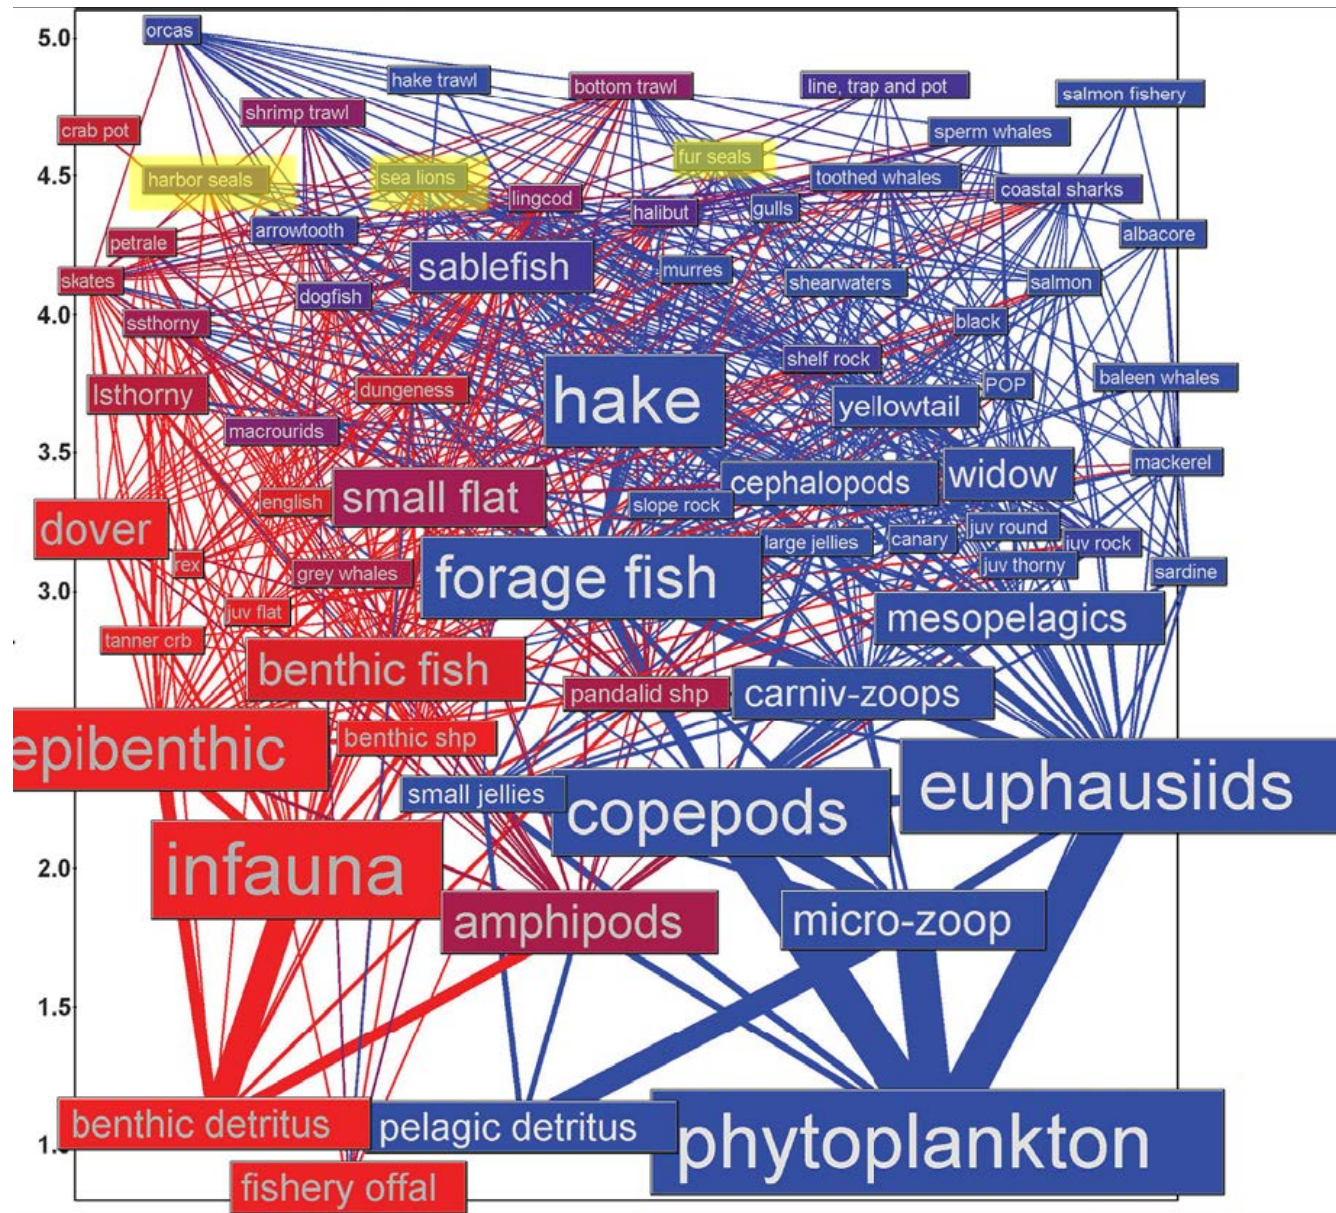 5.0
orcas
hake trawl
bottom trawl
line, trap and pot
salmon fishery
shrimp trawl
crab pot
sperm whales
fur seals
4.5
harbor seals
sea lions
toothed whales
coastal sharks
lingcod
halibut
gulls
arrowtooth
albacore
petrale
sablefish
murres
skates
dogfish
shearwaters
salmon
4.0
ssthorny
black
shelf rock
lsthorny
dungeness
hake
yellowtail
POP
baleen whales
macrourids
3.5
small flat
cephalopods
widow
mackerel
english
slope rock
dover
large jellies
canary
juv round
juv rock
rex
grey whales
forage fish
juv thorny
sardine
3.0
juv flat
mesopelagics
tanner crb
benthic fish
pandalid shp
carniv-zoops
epibenthic
benthic shp
small jellies
copepods
euphausiids
2.0
infauna
amphipods
micro-zoop
1.5
benthic detritus
pelagic detritus
phytoplankton
fishery offal